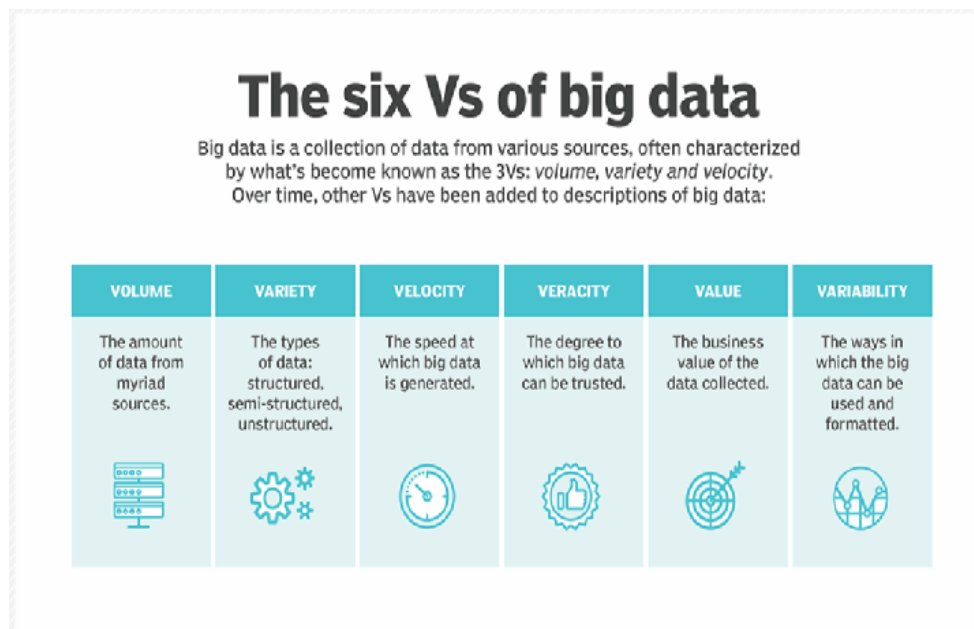 The six Vs of big data
Big data is a collection of data from various sources, often characterized
by what's become known as the 3Vs: volume, variety and velocity.
Over time, other Vs have been added to descriptions of big data:
VOLUME
The amount
of data from
myriad
sources.
VARIETY
The types
of data:
structured,
semi-structured,
unstructured.
VELOCITY
The speed at
which big data
is generated.
VERACITY
The degree to
which big data
can be trusted.
VALUE
The business
value of the
data collected.
VARIABILITY
The ways in
which the big
data can be
used and
formatted.